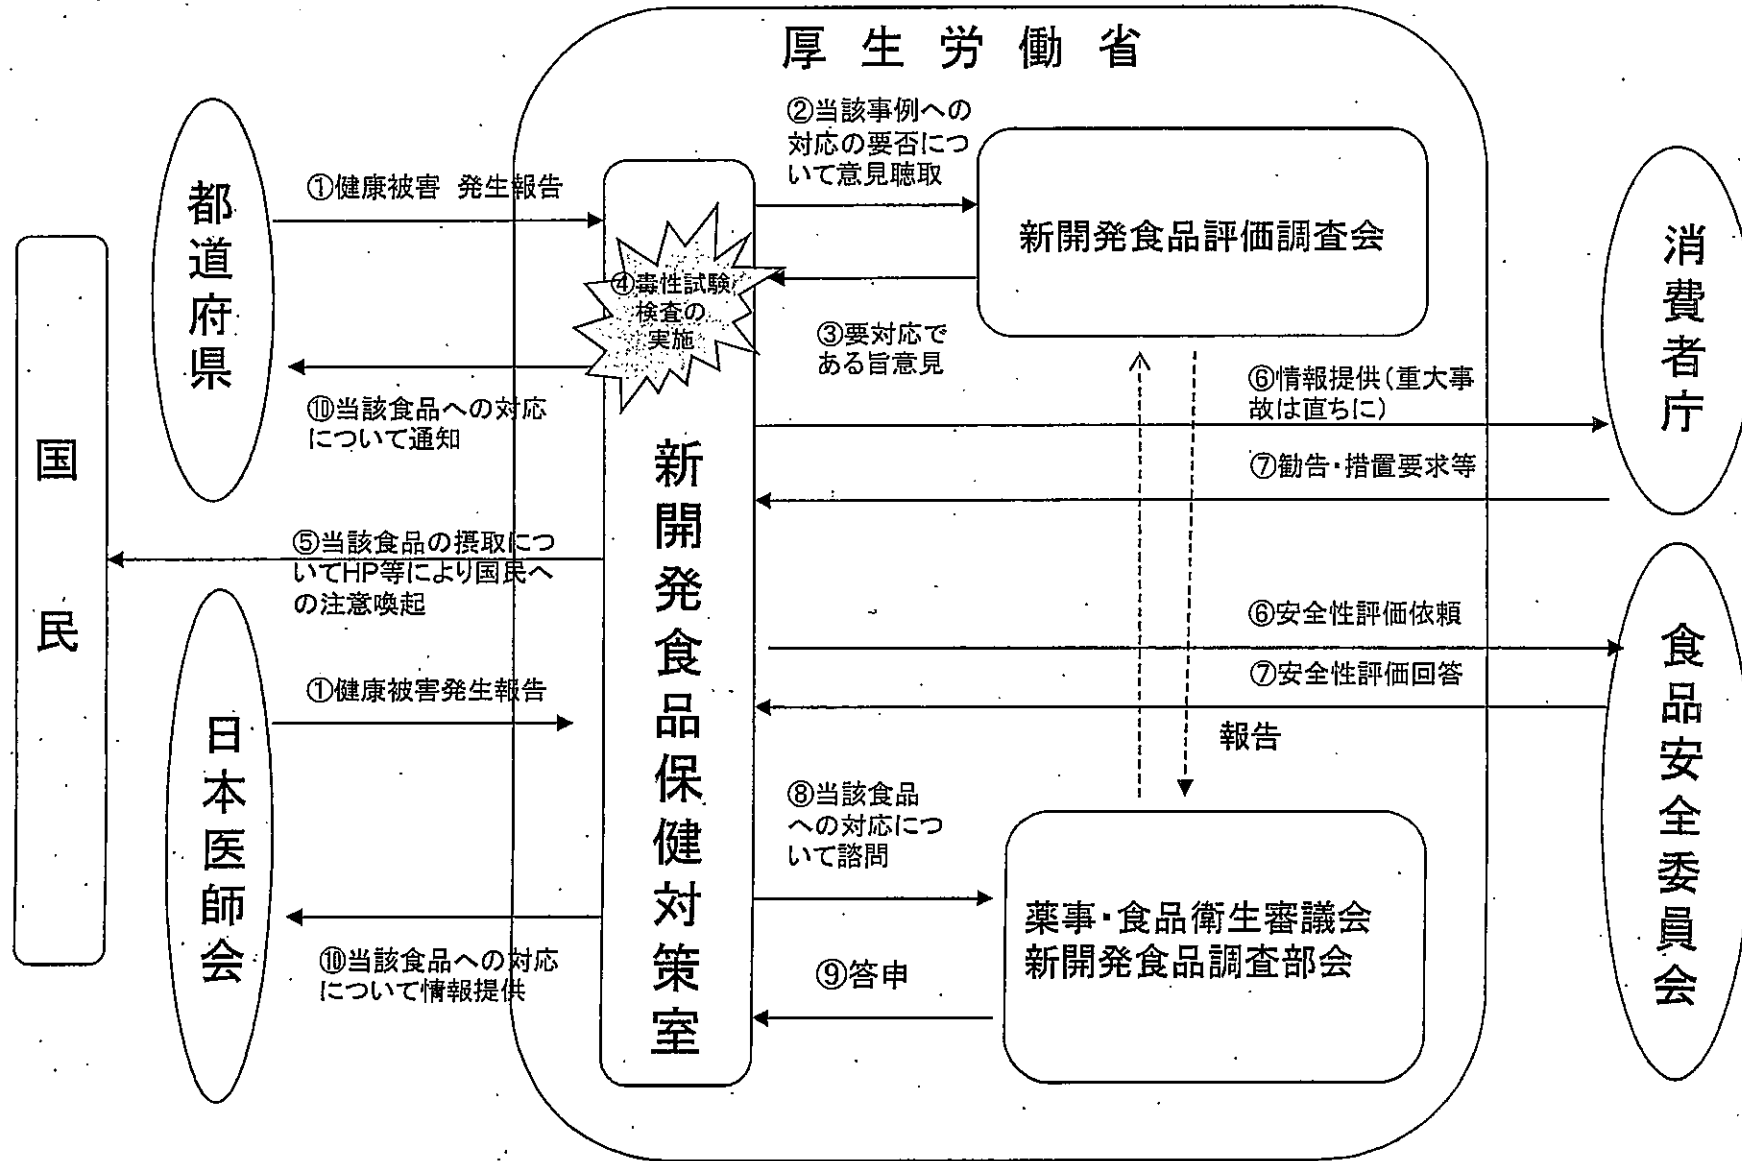 厚生労働省
国民
都道府県
日本医師会
①健康被害 発生報告
⑩当該食品への対応
について通知
⑤当該食品の摂取につ
いてHP等により国民へ
の注意喚起
①健康被害発生報告
⑩当該食品への対応
について情報提供
④毒性試験
検査の
実施
新開発食品保健対策室
②当該事例への
対応の要否につ
いて意見聴取
新開発食品評価調査会
③要対応で
ある旨意見
⑥情報提供(重大事
故は直ちに)
⑦勧告・措置要求等
⑥安全性評価依頼
⑦安全性評価回答
報告
⑧当該食品
への対応につ
いて諮問
薬事・食品衛生審議会
新開発食品調査部会
⑨答申
消費者庁
食品安全委員会